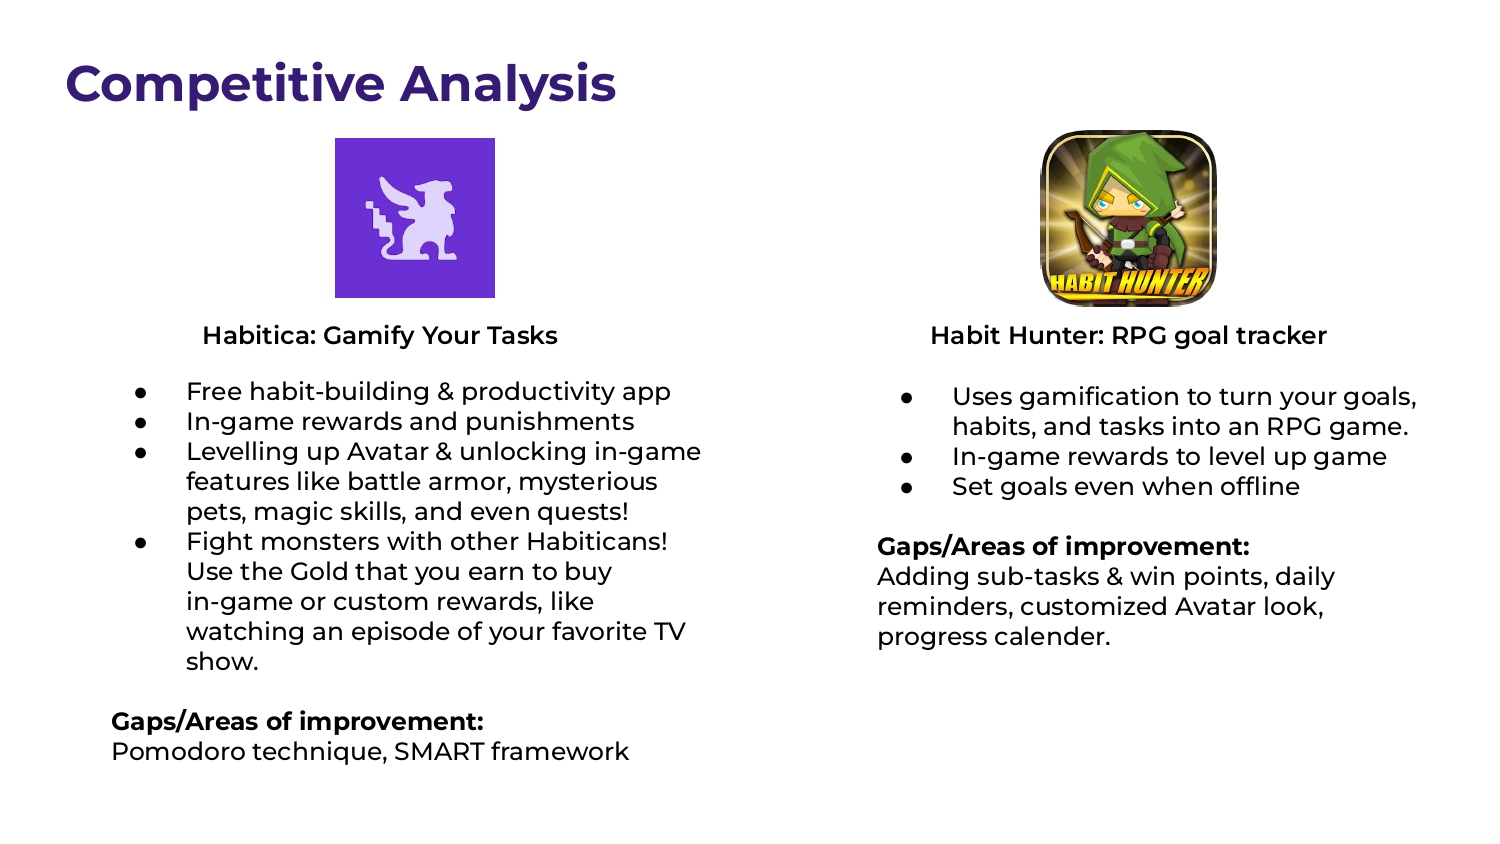 Competitive Analysis
HABIT HUNTER
Habitica: Gamify Your Tasks
● Free habit-building & productivity app
● In-game rewards and punishments
● Levelling up Avatar & unlocking in-game
features like battle armor, mysterious
pets, magic skills, and even quests!
● Fight monsters with other Habiticans!
Use the Gold that you earn to buy
in-game or custom rewards, like
watching an episode of your favorite TV
show.
Gaps/Areas of improvement:
Pomodoro technique, SMART framework
Habit Hunter: RPG goal tracker
● Uses gamification to turn your goals,
habits, and tasks into an RPG game.
● In-game rewards to level up game
● Set goals even when offline
Gaps/Areas of improvement:
Adding sub-tasks & win points, daily
reminders, customized Avatar look,
progress calender.